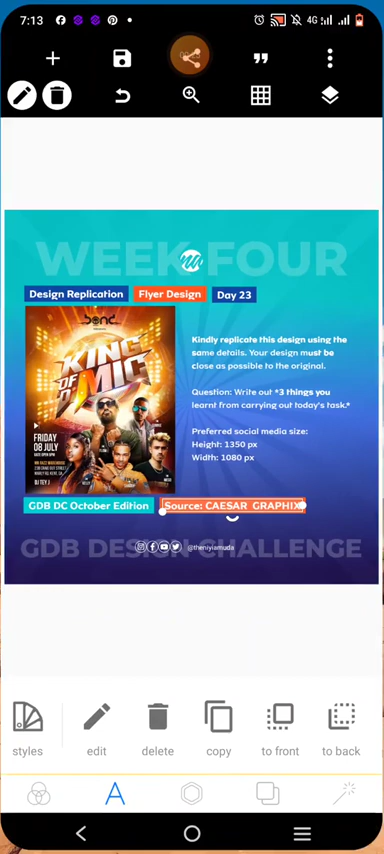 7:13
4G
WEEK FOUR
Design Replication
Flyer Design
Day 23
bond
KING
OF D'MIC
FRIDAY
08 JULY
DJ TEY J
Kindly replicate this design using the
same details. Your design must be
close as possible to the original.
Question: Write out *3 things you
learnt from carrying out today's task.*
Preferred social media size:
Height: 1350 px
Width: 1080 px
GDB DC October Edition
Source: CAESAR GRAPHIX
GDB DESIGN CHALLENGE
@theniyiamuda
styles
edit
delete
copy
to front
to back